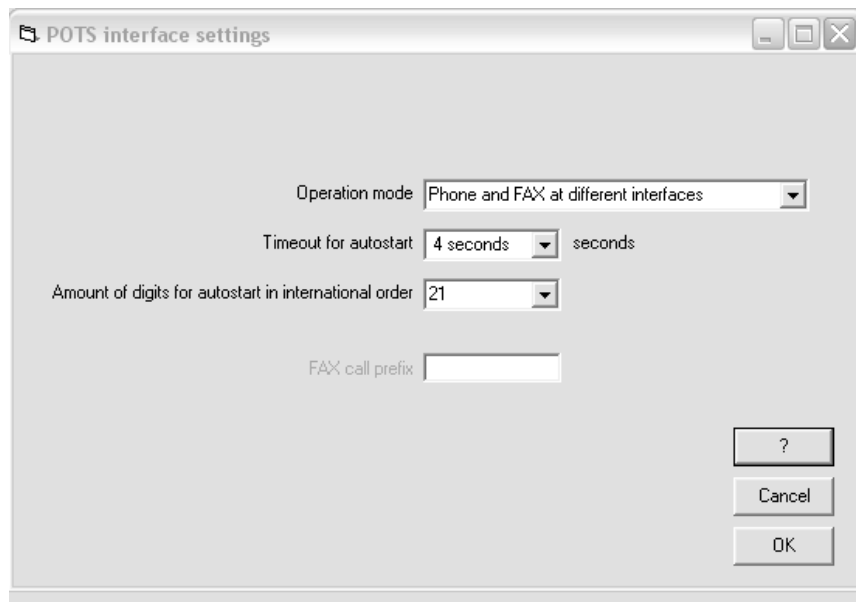 POTS interface settings
Operation mode Phone and FAX at different interfaces
Timeout for autostart 4 seconds seconds
Amount of digits for autostart in international order 21
FAX call prefix
?
Cancel
OK